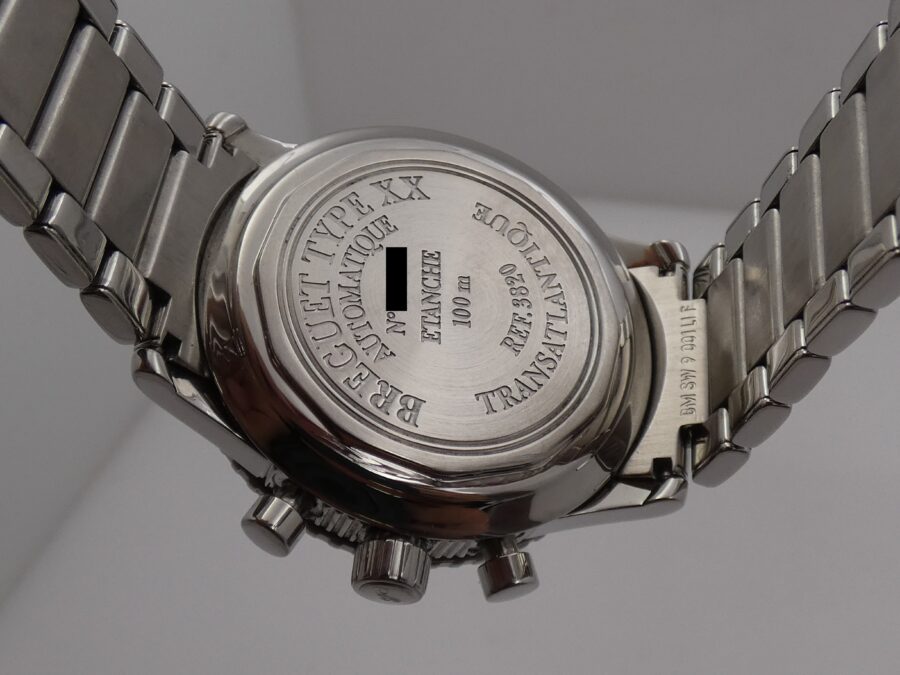 BREGUET TYPE XX
AUTOMATIQUE
N°
ETANCHE
100 m
REF.3820
TRANSATLANTIQUE